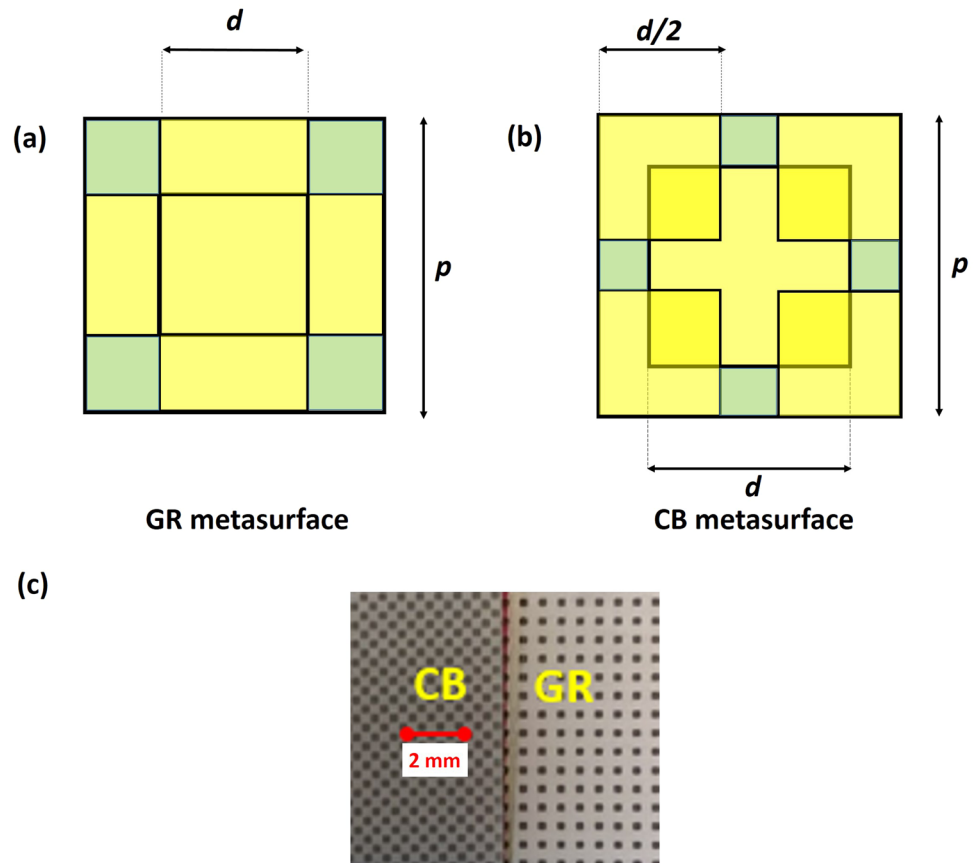 d
d/2
(a)
(b)
p
p
d
GR metasurface
CB metasurface
(c)
CB
GR
2 mm